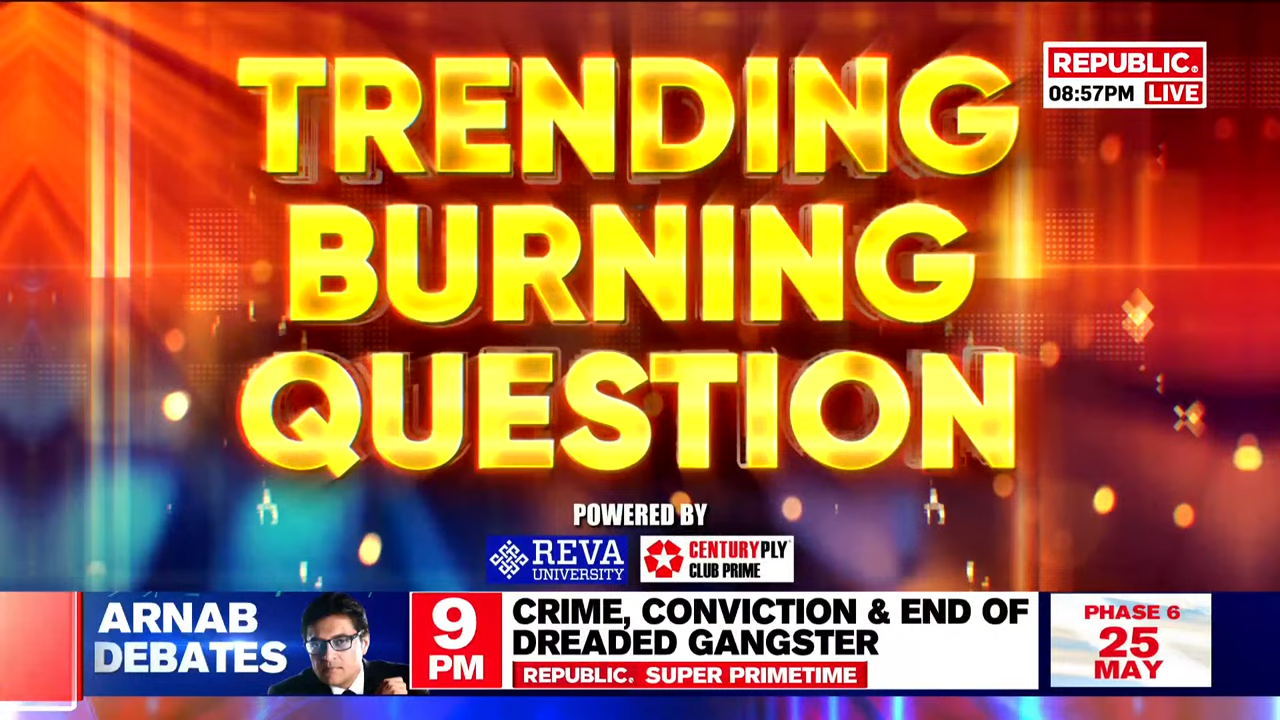 TRENDING
BURNING
QUESTION
REPUBLIC.
08:57PM LIVE
POWERED BY
REVA
UNIVERSITY
CENTURYPLY
CLUB PRIME
ARNAB
DEBATES
9
PM
CRIME, CONVICTION & END OF
DREADED GANGSTER
REPUBLIC. SUPER PRIMETIME
PHASE 6
25
MAY